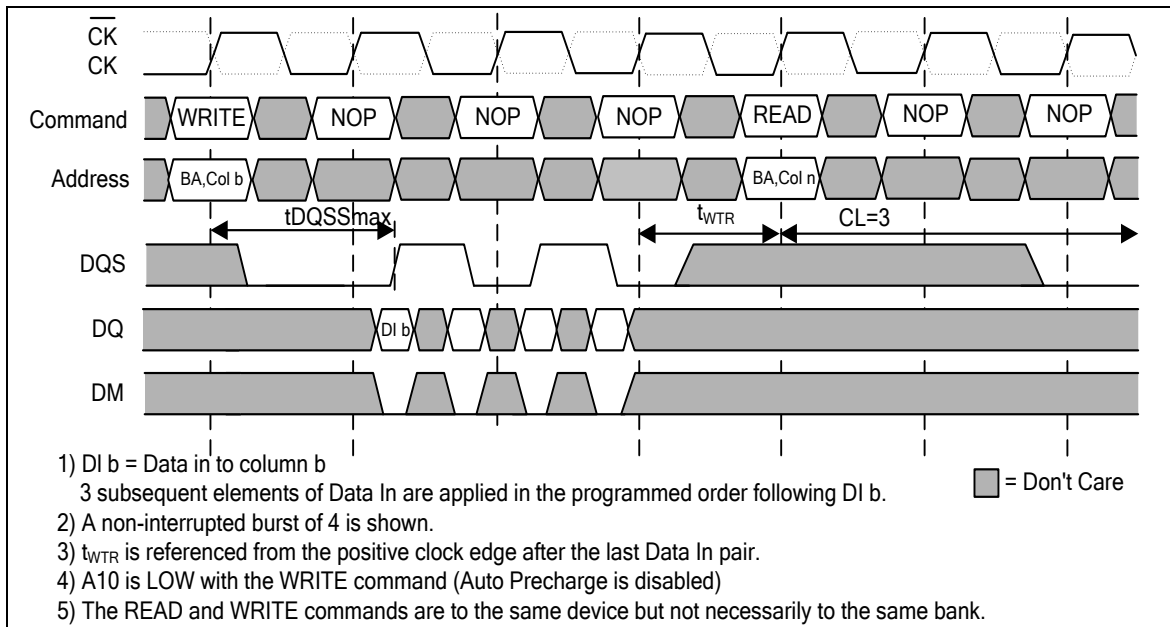 CK
CK
Command WRITE NOP NOP NOP READ NOP NOP
Address BA,Col b BA,Col n
tDQSSmax tWTR CL=3
DQS
DQ DI b
DM
1) DI b = Data in to column b
3 subsequent elements of Data In are applied in the programmed order following DI b.
= Don't Care
2) A non-interrupted burst of 4 is shown.
3) tWTR is referenced from the positive clock edge after the last Data In pair.
4) A10 is LOW with the WRITE command (Auto Precharge is disabled)
5) The READ and WRITE commands are to the same device but not necessarily to the same bank.